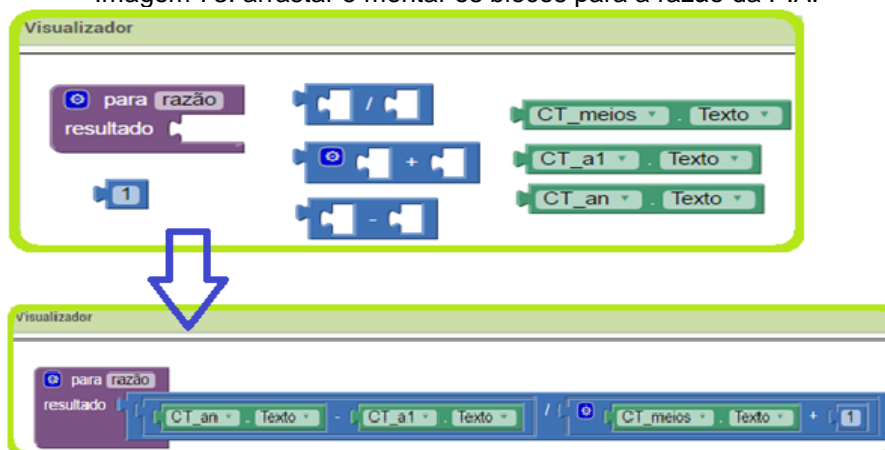 Visualizador
para razão
resultado
/
+
-
1
CT_meios . Texto
CT_a1 . Texto
CT_an . Texto
Visualizador
para razão
resultado CT_an . Texto - CT_a1 . Texto / CT_meios . Texto + 1